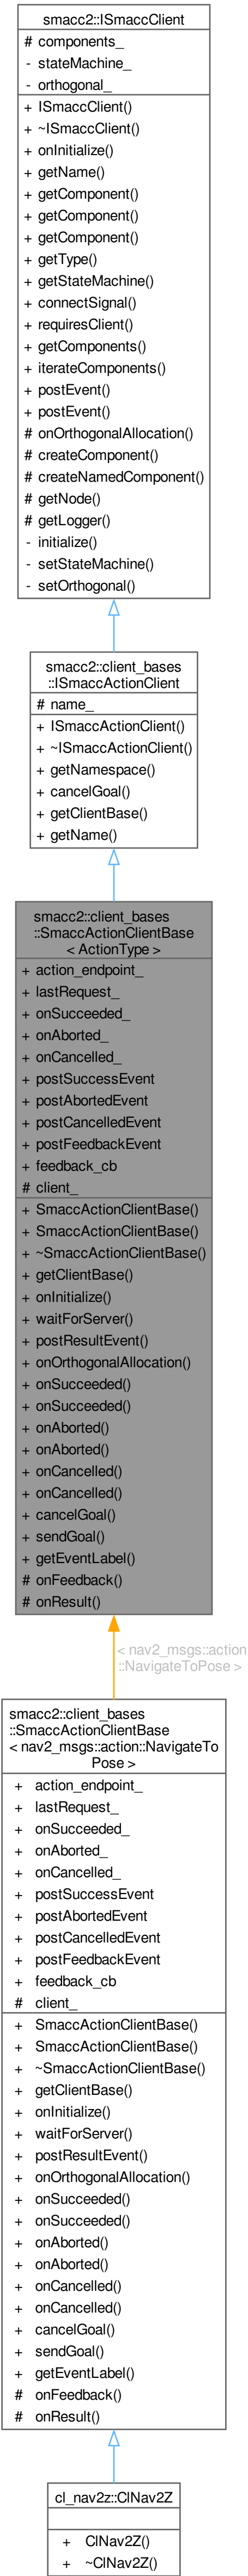 smacc2::ISmaccClient
# components_
- stateMachine_
- orthogonal_
+ ISmaccClient()
+ ~ISmaccClient()
+ onInitialize()
+ getName()
+ getComponent()
+ getComponent()
+ getComponent()
+ getType()
+ getStateMachine()
+ connectSignal()
+ requiresClient()
+ getComponents()
+ iterateComponents()
+ postEvent()
+ postEvent()
# onOrthogonalAllocation()
# createComponent()
# createNamedComponent()
# getNode()
# getLogger()
- initialize()
- setStateMachine()
- setOrthogonal()
smacc2::client_bases
::ISmaccActionClient
# name_
+ ISmaccActionClient()
+ ~ISmaccActionClient()
+ getNamespace()
+ cancelGoal()
+ getClientBase()
+ getName()
smacc2::client_bases
::SmaccActionClientBase
< ActionType >
+ action_endpoint_
+ lastRequest_
+ onSucceeded_
+ onAborted_
+ onCancelled_
+ postSuccessEvent
+ postAbortedEvent
+ postCancelledEvent
+ postFeedbackEvent
+ feedback_cb
# client_
+ SmaccActionClientBase()
+ SmaccActionClientBase()
+ ~SmaccActionClientBase()
+ getClientBase()
+ onInitialize()
+ waitForServer()
+ postResultEvent()
+ onOrthogonalAllocation()
+ onSucceeded()
+ onSucceeded()
+ onAborted()
+ onAborted()
+ onCancelled()
+ onCancelled()
+ cancelGoal()
+ sendGoal()
+ getEventLabel()
# onFeedback()
# onResult()
< nav2_msgs::action
::NavigateToPose >
smacc2::client_bases
::SmaccActionClientBase
< nav2_msgs::action::NavigateTo
Pose >
+ action_endpoint_
+ lastRequest_
+ onSucceeded_
+ onAborted_
+ onCancelled_
+ postSuccessEvent
+ postAbortedEvent
+ postCancelledEvent
+ postFeedbackEvent
+ feedback_cb
# client_
+ SmaccActionClientBase()
+ SmaccActionClientBase()
+ ~SmaccActionClientBase()
+ getClientBase()
+ onInitialize()
+ waitForServer()
+ postResultEvent()
+ onOrthogonalAllocation()
+ onSucceeded()
+ onSucceeded()
+ onAborted()
+ onAborted()
+ onCancelled()
+ onCancelled()
+ cancelGoal()
+ sendGoal()
+ getEventLabel()
# onFeedback()
# onResult()
cl_nav2z::ClNav2Z
+ ClNav2Z()
+ ~ClNav2Z()